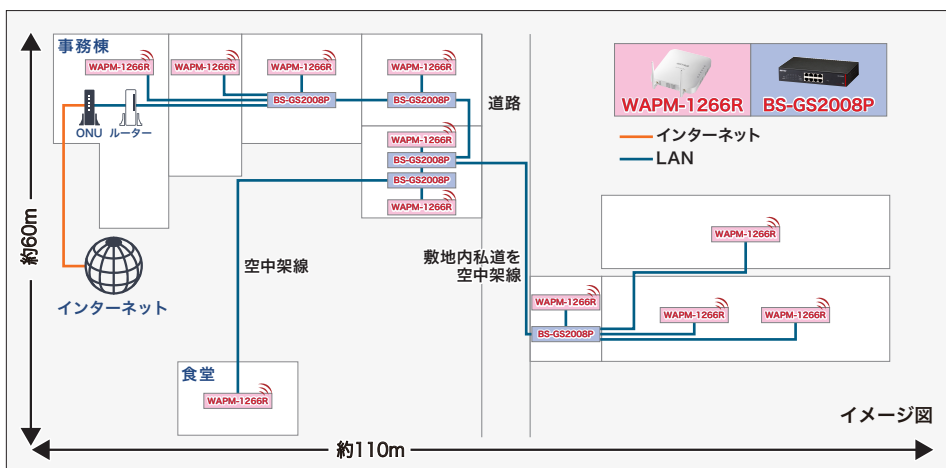 事務棟
WAPM-1266R
WAPM-1266R
WAPM-1266R
WAPM-1266R
BS-GS2008P
BS-GS2008P
ONU
ルーター
道路
WAPM-1266R
BS-GS2008P
インターネット
LAN
WAPM-1266R
BS-GS2008P
BS-GS2008P
WAPM-1266R
約60m
空中架線
敷地内私道を
空中架線
インターネット
WAPM-1266R
WAPM-1266R
BS-GS2008P
WAPM-1266R
WAPM-1266R
食堂
WAPM-1266R
イメージ図
約110m